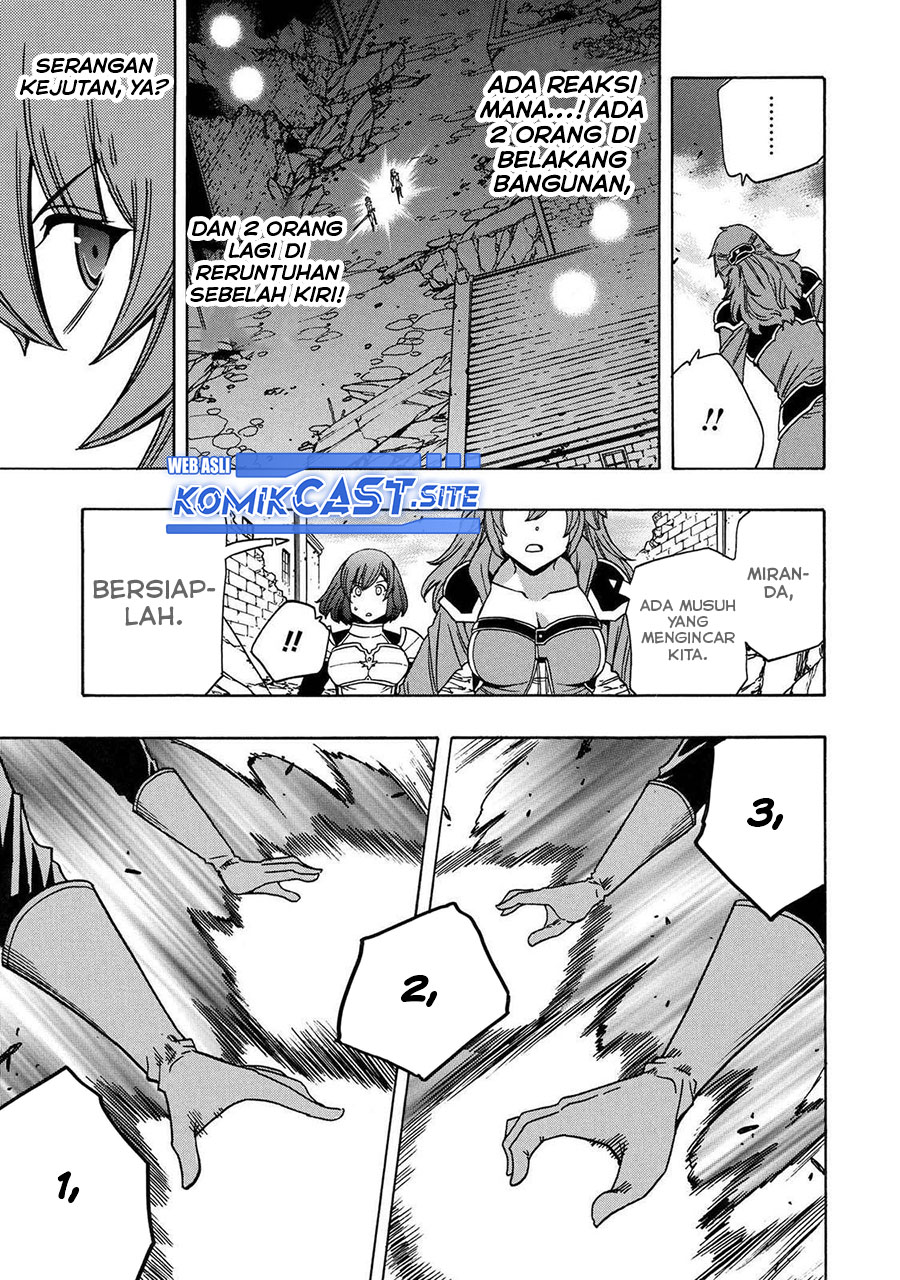 .......
!!
ADA REAKSI
MANA...! ADA
2 ORANG DI
BELAKANG
BANGUNAN,
DAN 2 ORANG
LAGI DI
RERUNTUHAN
SEBELAH KIRI!
SERANGAN
KEJUTAN, YA?
WEB ASLI
KOMIKCAST.SITE
MIRAN-
DA,
ADA MUSUH
YANG
MENGINCAR
KITA.
!!
BERSIAP-
LAH.
3,
2,
1,